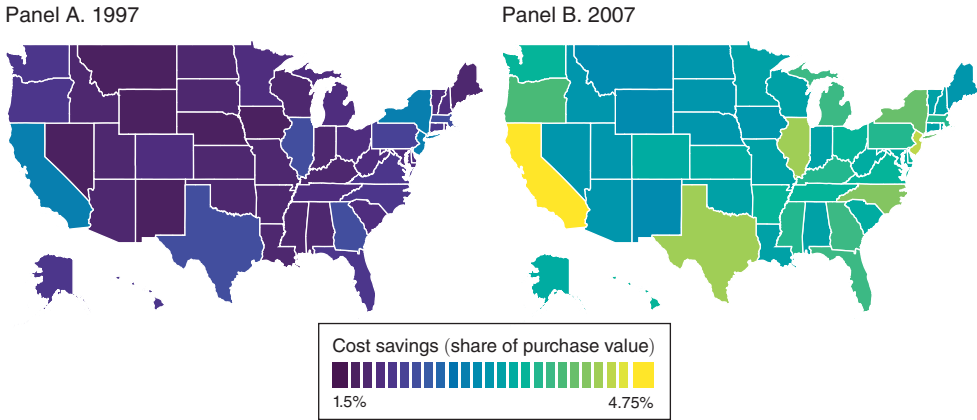 Panel A. 1997
Panel B. 2007
Cost savings (share of purchase value)
1.5%
4.75%